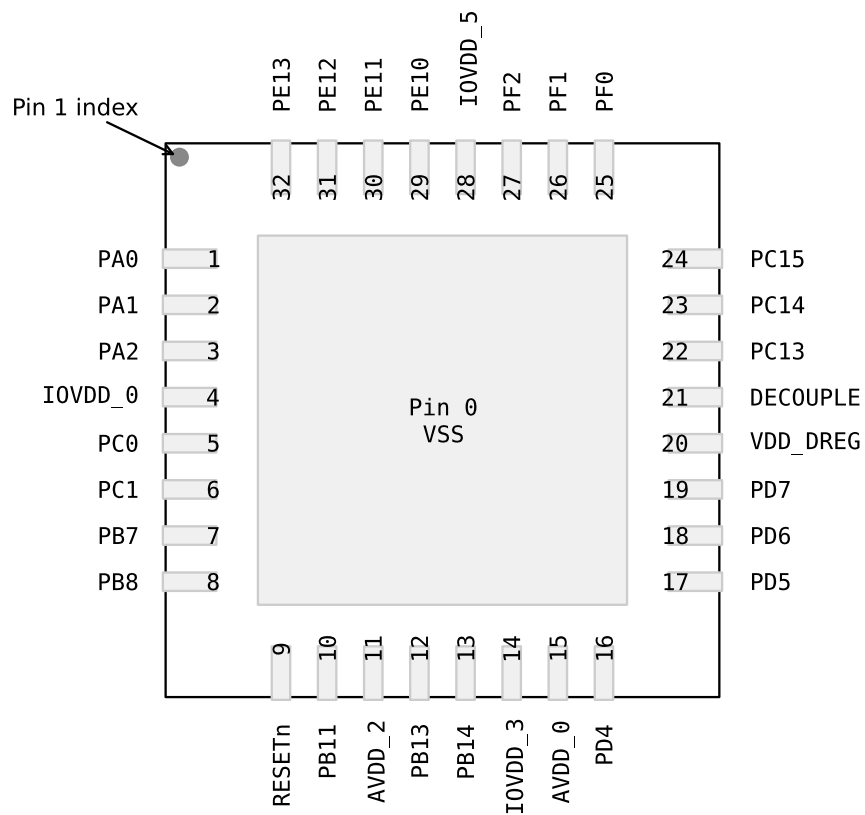 PE13 PE12 PE11 PE10 IOVDD_5 PF2 PF1 PF0
Pin 1 index
32 31 30 29 28 27 26 25
PA0 1 24 PC15
PA1 2 23 PC14
PA2 3 22 PC13
IOVDD_0 4 21 DECOUPLE
Pin 0
VSS
PC0 5 20 VDD_DREG
PC1 6 19 PD7
PB7 7 18 PD6
PB8 8 17 PD5
9 10 11 12 13 14 15 16
RESETn PB11 AVDD_2 PB13 PB14 IOVDD_3 AVDD_0 PD4